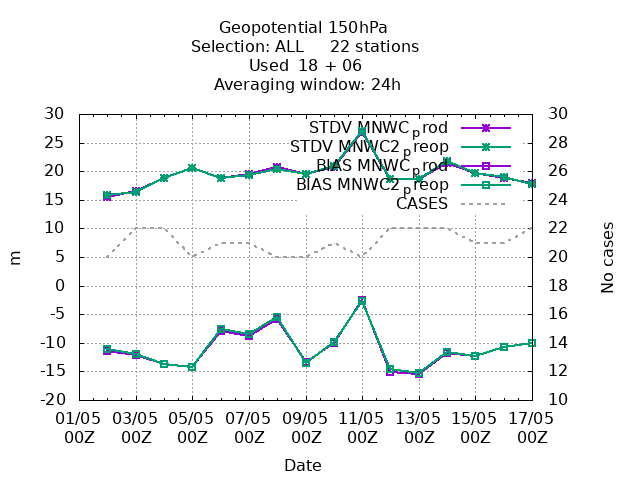 Geopotential 150hPa
Selection: ALL 22 stations
Used 18 + 06
Averaging window: 24h
30 30
25 28
20 26
15 24
10 22
5 20
0 18
-5 16
-10 14
-15 12
-20 10
STDV MNWC_prod
STDV MNWC2_preop
BIAS MNWC_prod
BIAS MNWC2_preop
CASES
m
No cases
01/05 03/05 05/05 07/05 09/05 11/05 13/05 15/05 17/05
00Z 00Z 00Z 00Z 00Z 00Z 00Z 00Z 00Z
Date